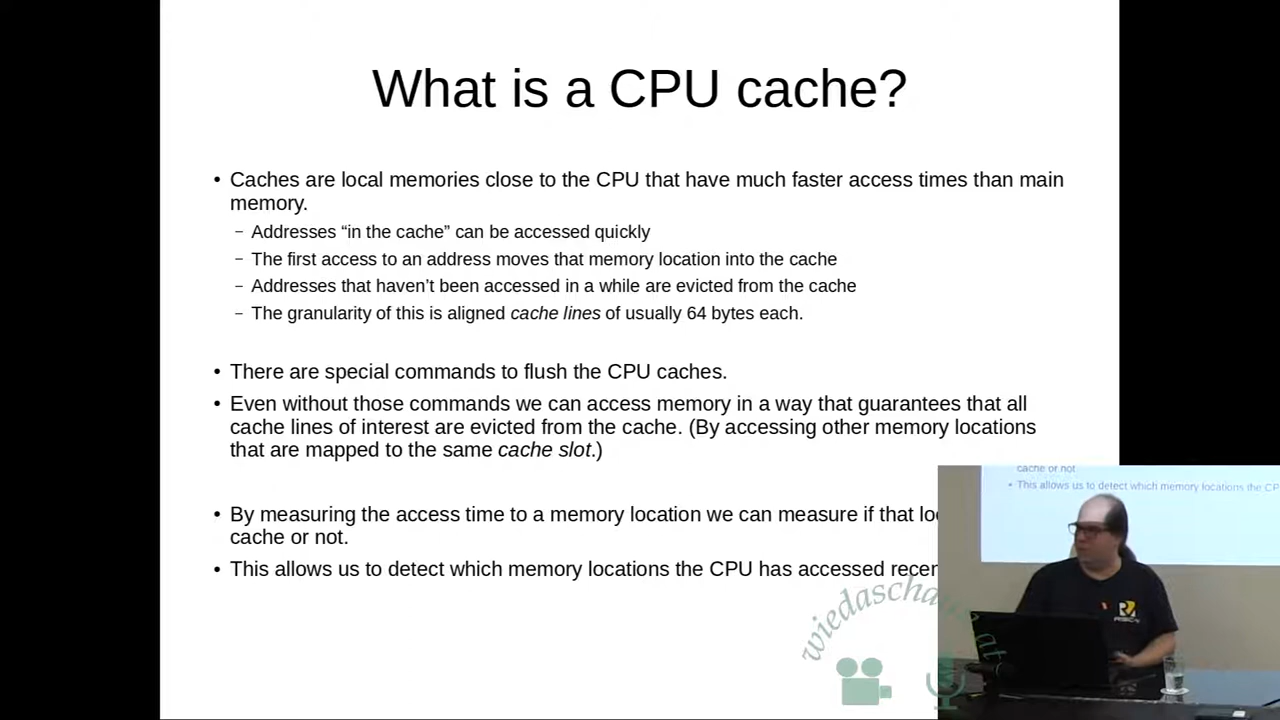 What is a CPU cache?
• Caches are local memories close to the CPU that have much faster access times than main
memory.
– Addresses “in the cache” can be accessed quickly
– The first access to an address moves that memory location into the cache
– Addresses that haven’t been accessed in a while are evicted from the cache
– The granularity of this is aligned cache lines of usually 64 bytes each.
• There are special commands to flush the CPU caches.
• Even without those commands we can access memory in a way that guarantees that all
cache lines of interest are evicted from the cache. (By accessing other memory locations
that are mapped to the same cache slot.)
• By measuring the access time to a memory location we can measure if that loc
cache or not.
• This allows us to detect which memory locations the CPU has accessed recen
cache or not
• This allows us to detect which memory locations the CP
wiedascha
at